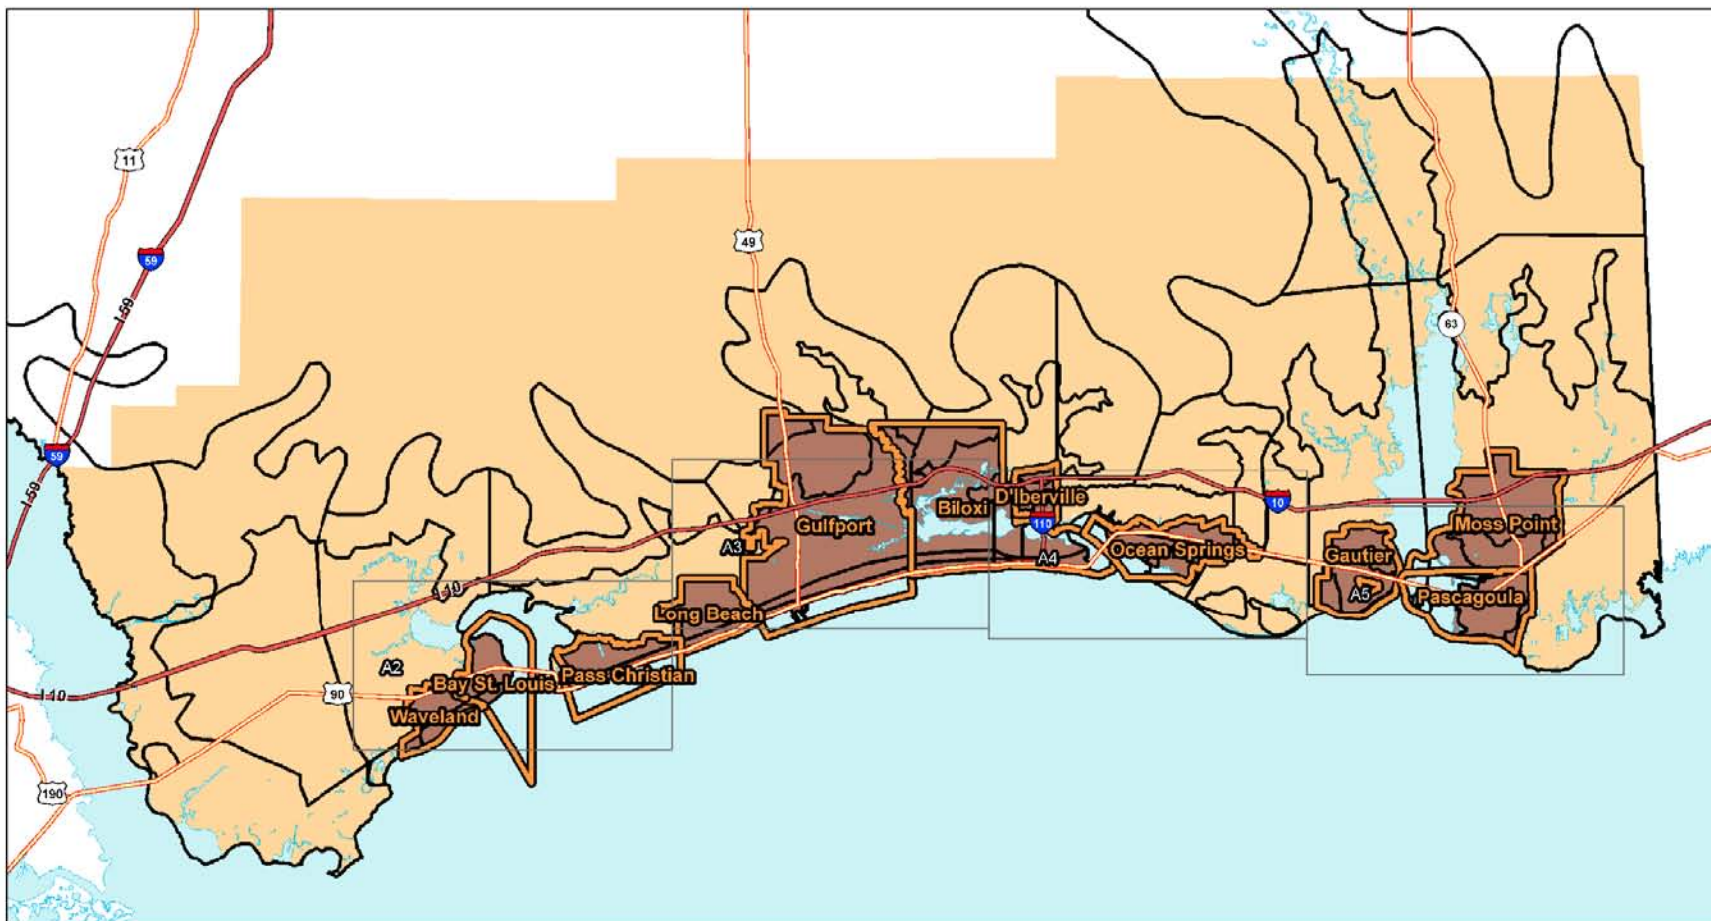 11
59
I-59
49
63
59
I-59
10
D'Iberville
Biloxi
110
Gulfport
A3
A4
Moss Point
Ocean Springs
Gautier
A5
Pascagoula
I-10
Long Beach
A2
Bay St. Louis
Pass Christian
I-10
90
Waveland
190